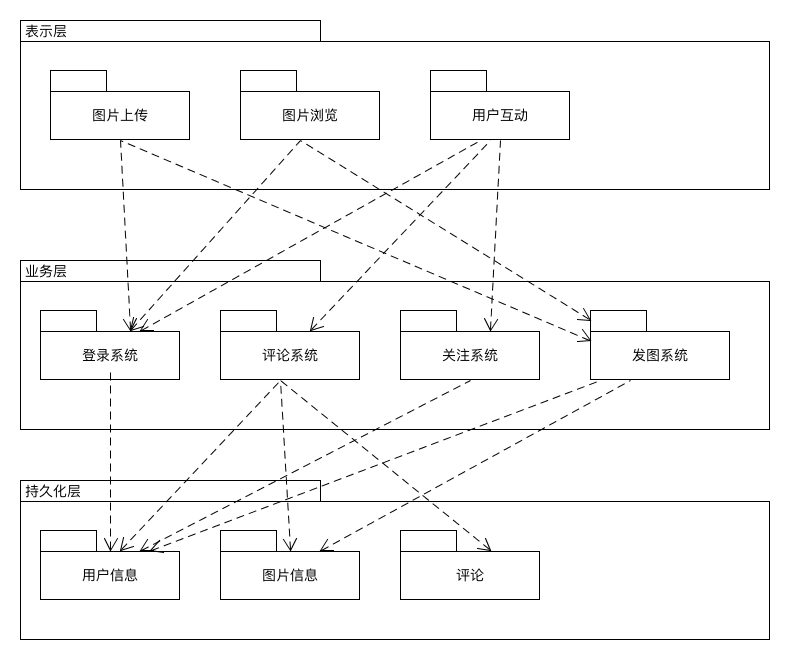 表示层
图片上传
图片浏览
用户互动
业务层
登录系统
评论系统
关注系统
发图系统
持久化层
用户信息
图片信息
评论